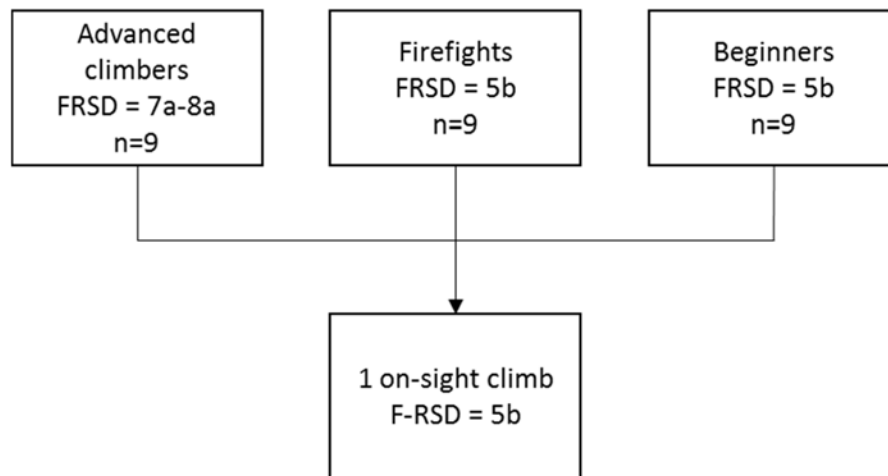 Advanced
climbers
FRSD = 7a-8a
n=9
Firefights
FRSD = 5b
n=9
Beginners
FRSD = 5b
n=9
1 on-sight climb
F-RSD = 5b